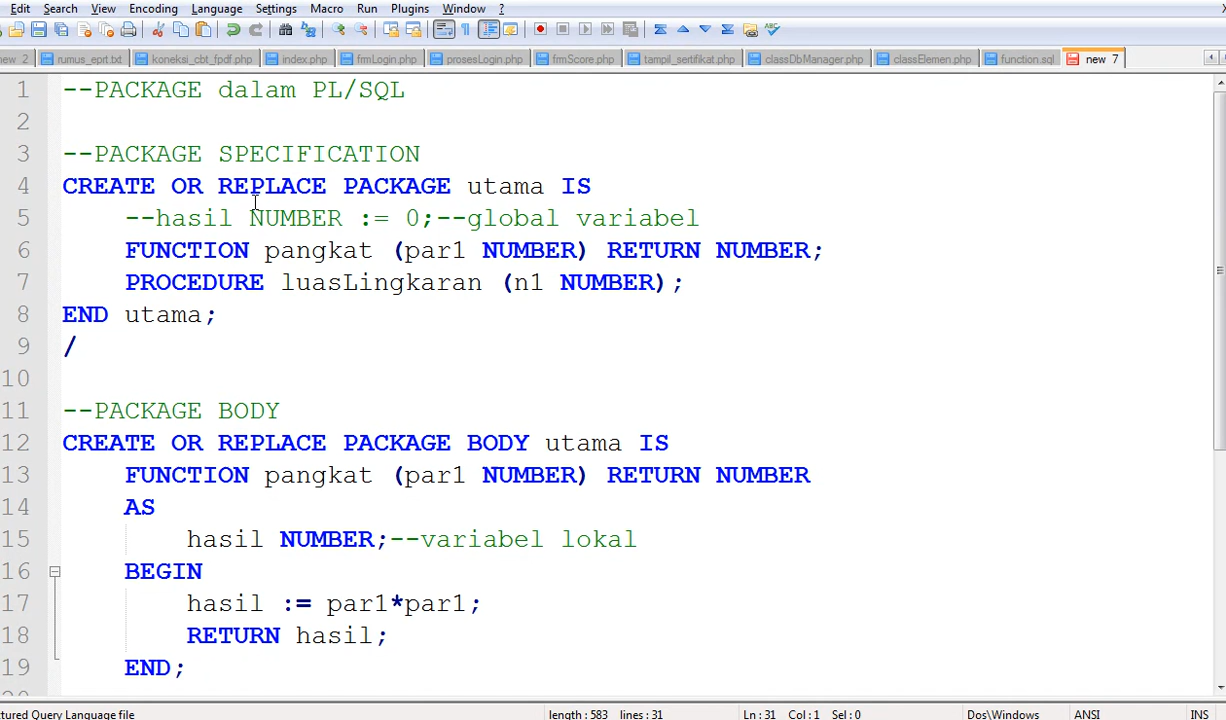 Edit Search View Encoding Language Settings Macro Run Plugins Window ?
new 2 rumus_eprt.txt koneksi_cbt_fpdf.php index.php frmLogin.php prosesLogin.php frmScore.php tampil_sertifikat.php classDbManager.php classElemen.php function.sql new 7
1 --PACKAGE dalam PL/SQL
2
3 --PACKAGE SPECIFICATION
4 CREATE OR REPLACE PACKAGE utama IS
5 --hasil NUMBER := 0;--global variabel
6 FUNCTION pangkat (par1 NUMBER) RETURN NUMBER;
7 PROCEDURE luasLingkaran (n1 NUMBER);
8 END utama;
9 /
10
11 --PACKAGE BODY
12 CREATE OR REPLACE PACKAGE BODY utama IS
13 FUNCTION pangkat (par1 NUMBER) RETURN NUMBER
14 AS
15 hasil NUMBER;--variabel lokal
16 BEGIN
17 hasil := par1*par1;
18 RETURN hasil;
19 END;
tured Query Language file length : 583 lines : 31 Ln : 31 Col : 1 Sel : 0 Dos\Windows ANSI INS